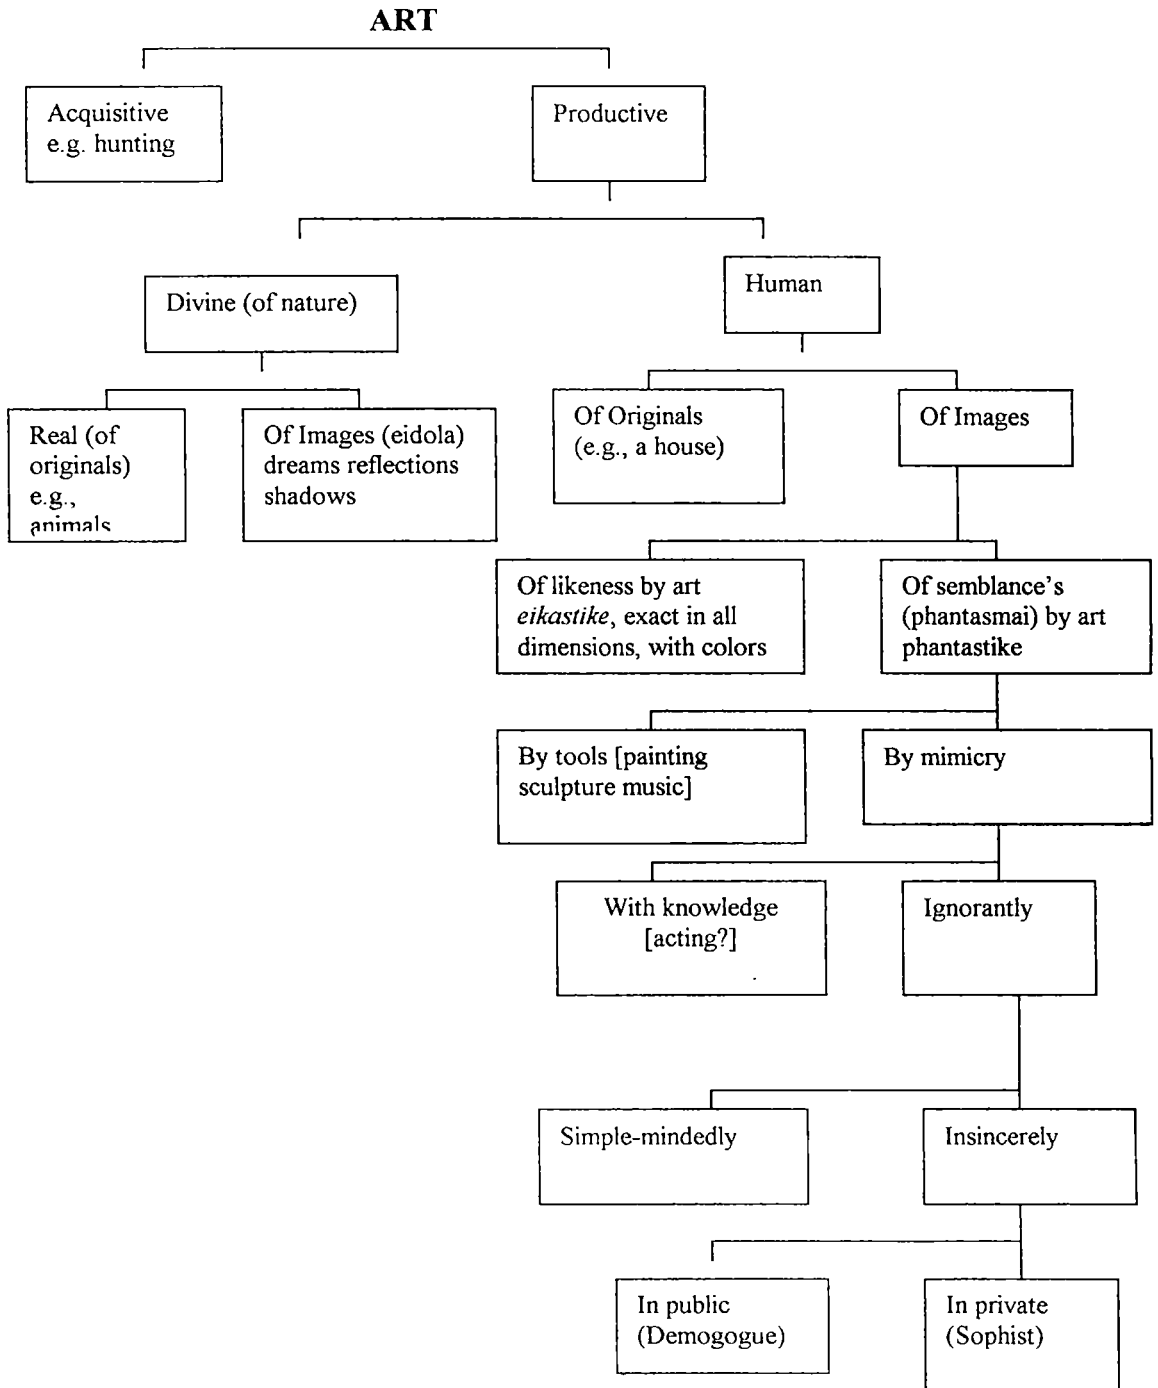 ART
Acquisitive
e.g. hunting
Productive
Divine (of nature)
Human
Real (of
originals)
e.g.,
animals
Of Images (eidola)
dreams reflections
shadows
Of Originals
(e.g., a house)
Of Images
Of likeness by art
eikastike, exact in all
dimensions, with colors
Of semblance's
(phantasmai) by art
phantastike
By tools [painting
sculpture music]
By mimicry
With knowledge
[acting?]
Ignorantly
Simple-mindedly
Insincerely
In public
(Demogogue)
In private
(Sophist)